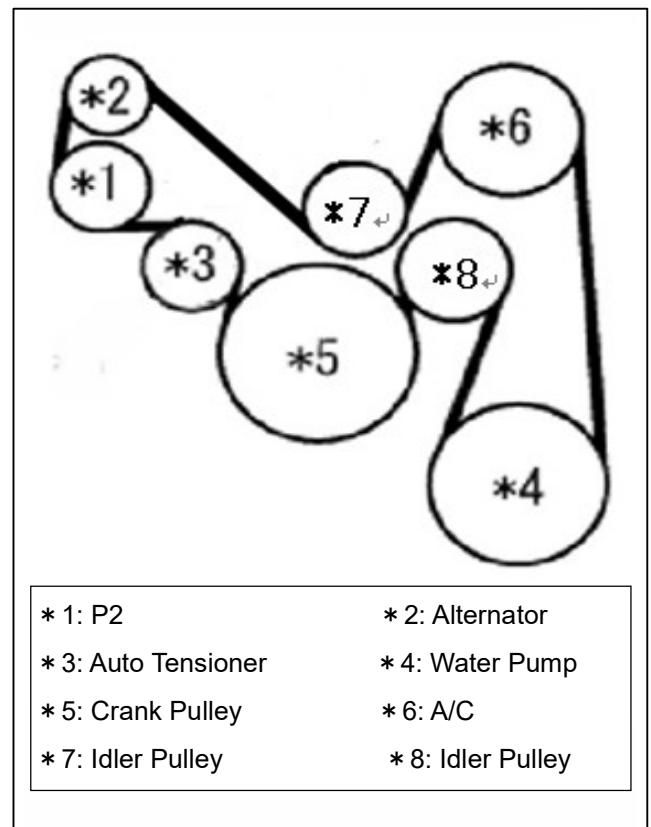 *2
*6
*1
*7↵
*3
*8↵
*5
*4
*1: P2 *2: Alternator
*3: Auto Tensioner *4: Water Pump
*5: Crank Pulley *6: A/C
*7: Idler Pulley *8: Idler Pulley